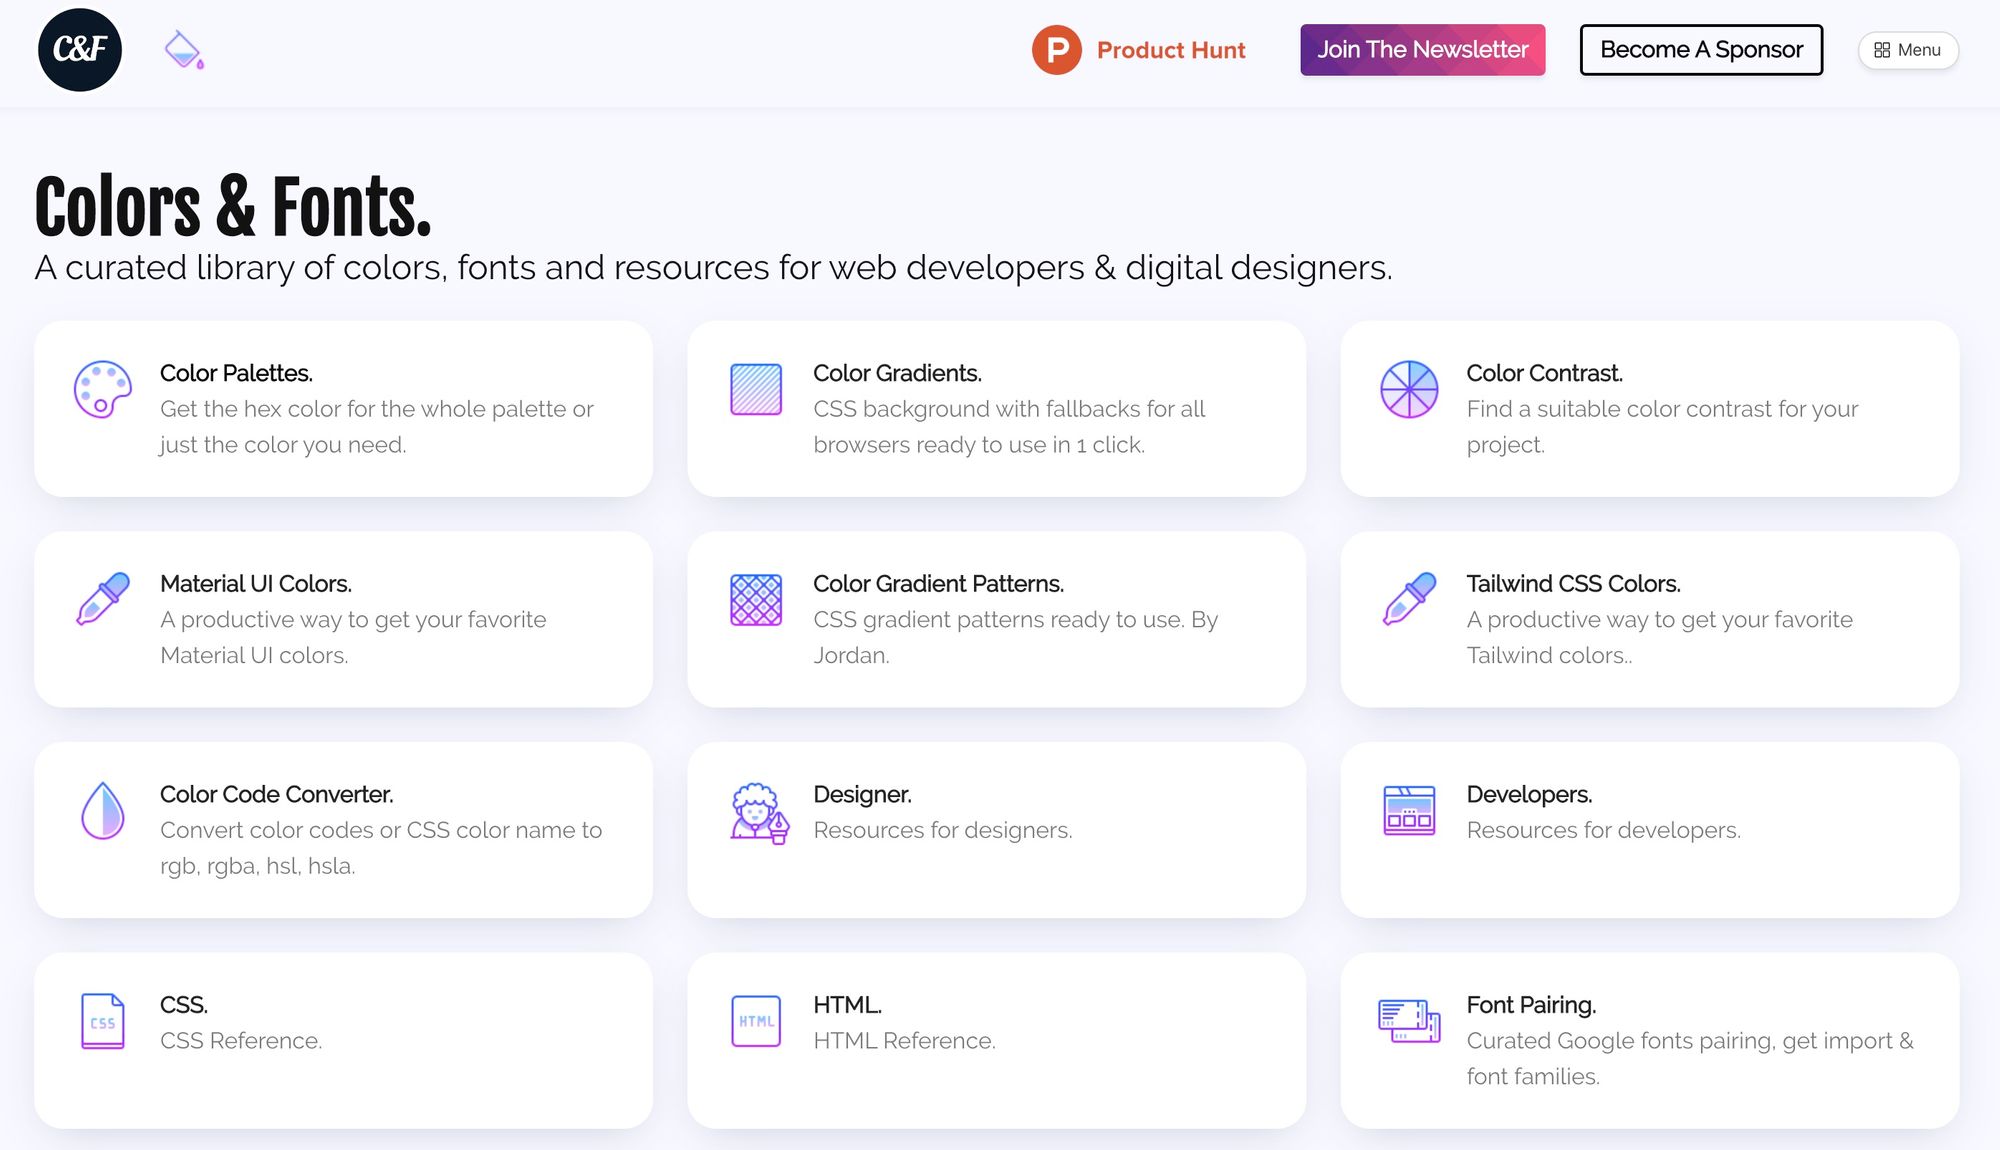 C&F
P Product Hunt
Join The Newsletter
Become A Sponsor
Menu
Colors & Fonts.
A curated library of colors, fonts and resources for web developers & digital designers.
Color Palettes.
Get the hex color for the whole palette or
just the color you need.
Color Gradients.
CSS background with fallbacks for all
browsers ready to use in 1 click.
Color Contrast.
Find a suitable color contrast for your
project.
Material UI Colors.
A productive way to get your favorite
Material UI colors.
Color Gradient Patterns.
CSS gradient patterns ready to use. By
Jordan.
Tailwind CSS Colors.
A productive way to get your favorite
Tailwind colors..
Color Code Converter.
Convert color codes or CSS color name to
rgb, rgba, hsl, hsla.
Designer.
Resources for designers.
Developers.
Resources for developers.
CSS
CSS.
CSS Reference.
HTML
HTML.
HTML Reference.
Font Pairing.
Curated Google fonts pairing, get import &
font families.